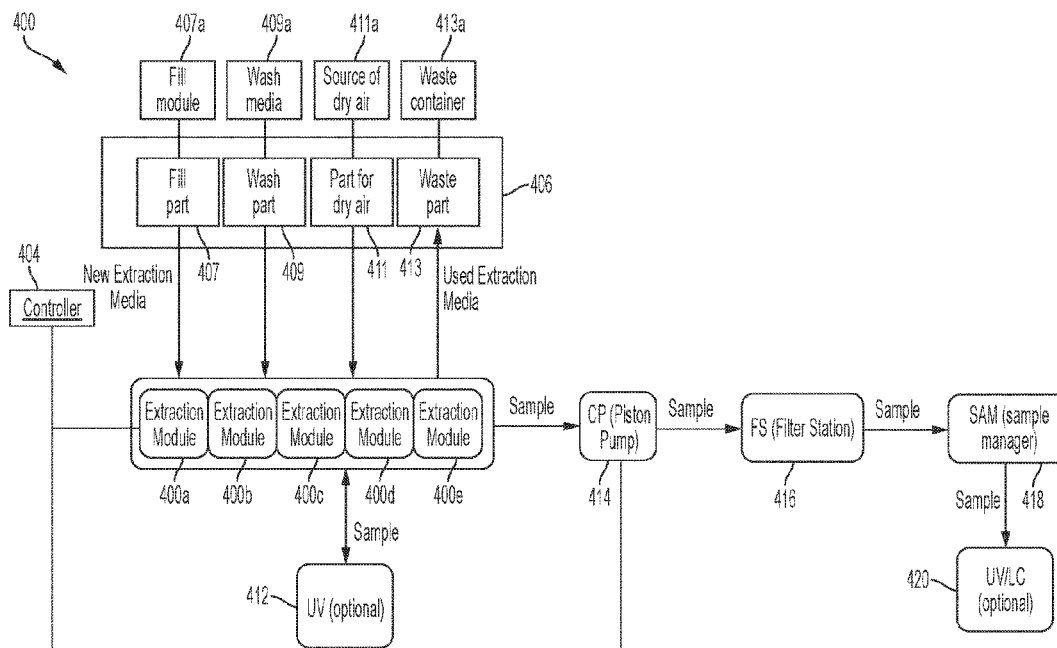 400
407a
409a
411a
413a
Fill
module
Wash
media
Source of
dry air
Waste
container
Fill
part
Wash
part
Part for
dry air
Waste
part
406
407
409
411
413
404
Controller
New Extraction
Media
Used Extraction
Media
Extraction
Module
Extraction
Module
Extraction
Module
Extraction
Module
Extraction
Module
400a
400b
400c
400d
400e
Sample
CP (Piston
Pump)
414
Sample
FS (Filter Station)
416
Sample
SAM (sample
manager)
418
Sample
412
UV (optional)
Sample
420
UV/LC
(optional)